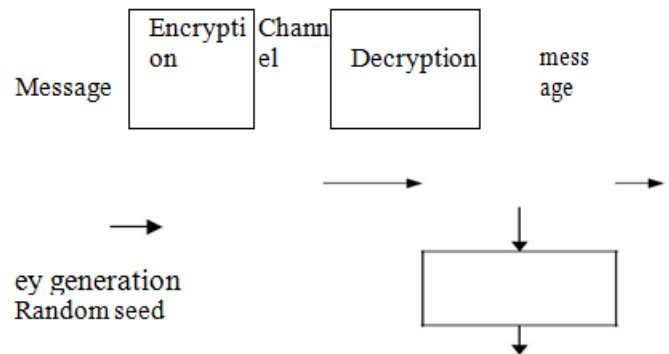 Message
Encrypti
on
Chann
el
Decryption
mess
age
ey generation
Random seed